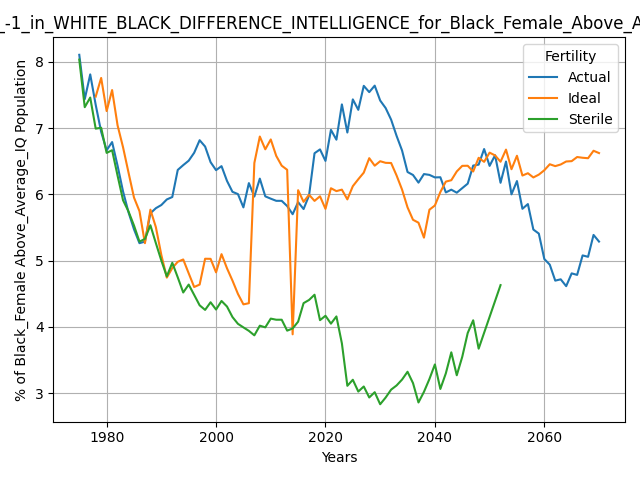 _-1_in_WHITE_BLACK_DIFFERENCE_INTELLIGENCE_for_Black_Female_Above_A
% of Black_Female Above_Average_IQ Population
8
7
6
5
4
3
Fertility
Actual
Ideal
Sterile
1980 2000 2020 2040 2060
Years